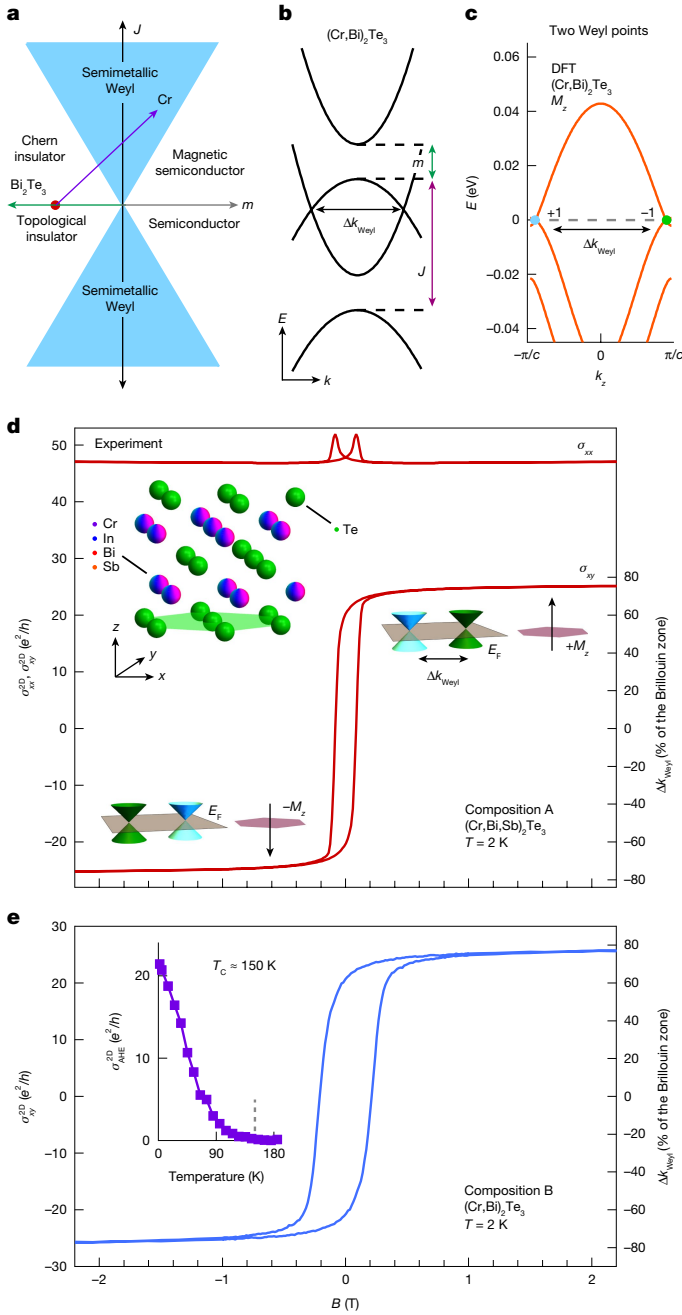 a
J
Semimetallic
Weyl
Cr
Chern
insulator
Magnetic
semiconductor
Bi2Te3
m
Topological
insulator
Semiconductor
Semimetallic
Weyl
b
(Cr,Bi)2Te3
m
ΔkWeyl
J
E
k
c
Two Weyl points
0.06
DFT
(Cr,Bi)2Te3
Mz
0.04
0.02
E (eV)
0
+1
−1
ΔkWeyl
−0.02
−0.04
−π/c
0
π/c
kz
d
50
Experiment
σxx
40
Cr
In
Bi
Sb
Te
30
σxy
80
20
60
z
y
x
EF
+Mz
ΔkWeyl
40
10
20
σxx2D, σxy2D (e2/h)
0
0
ΔkWeyl (% of the Brillouin zone)
−20
−10
−40
EF
−Mz
Composition A
(Cr,Bi,Sb)2Te3
T = 2 K
−60
−20
−80
e
30
80
20
TC ≈ 150 K
60
20
σAHE2D (e2/h)
10
0
0
90
180
Temperature (K)
40
10
20
σxy2D (e2/h)
0
0
ΔkWeyl (% of the Brillouin zone)
−20
−10
−40
Composition B
(Cr,Bi)2Te3
T = 2 K
−60
−20
−80
−30
−2
−1
0
1
2
B (T)